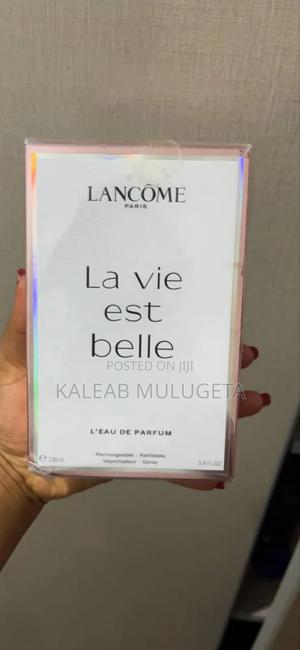 LANCÔME
PARIS
La vie
est
belle
POSTED ON JIJI
KALEAB MULUGETA
L'EAU DE PARFUM
Rechargeable - Refillable
Vaporisateur - Spray
℮ 100 ml
3.4 FL.OZ